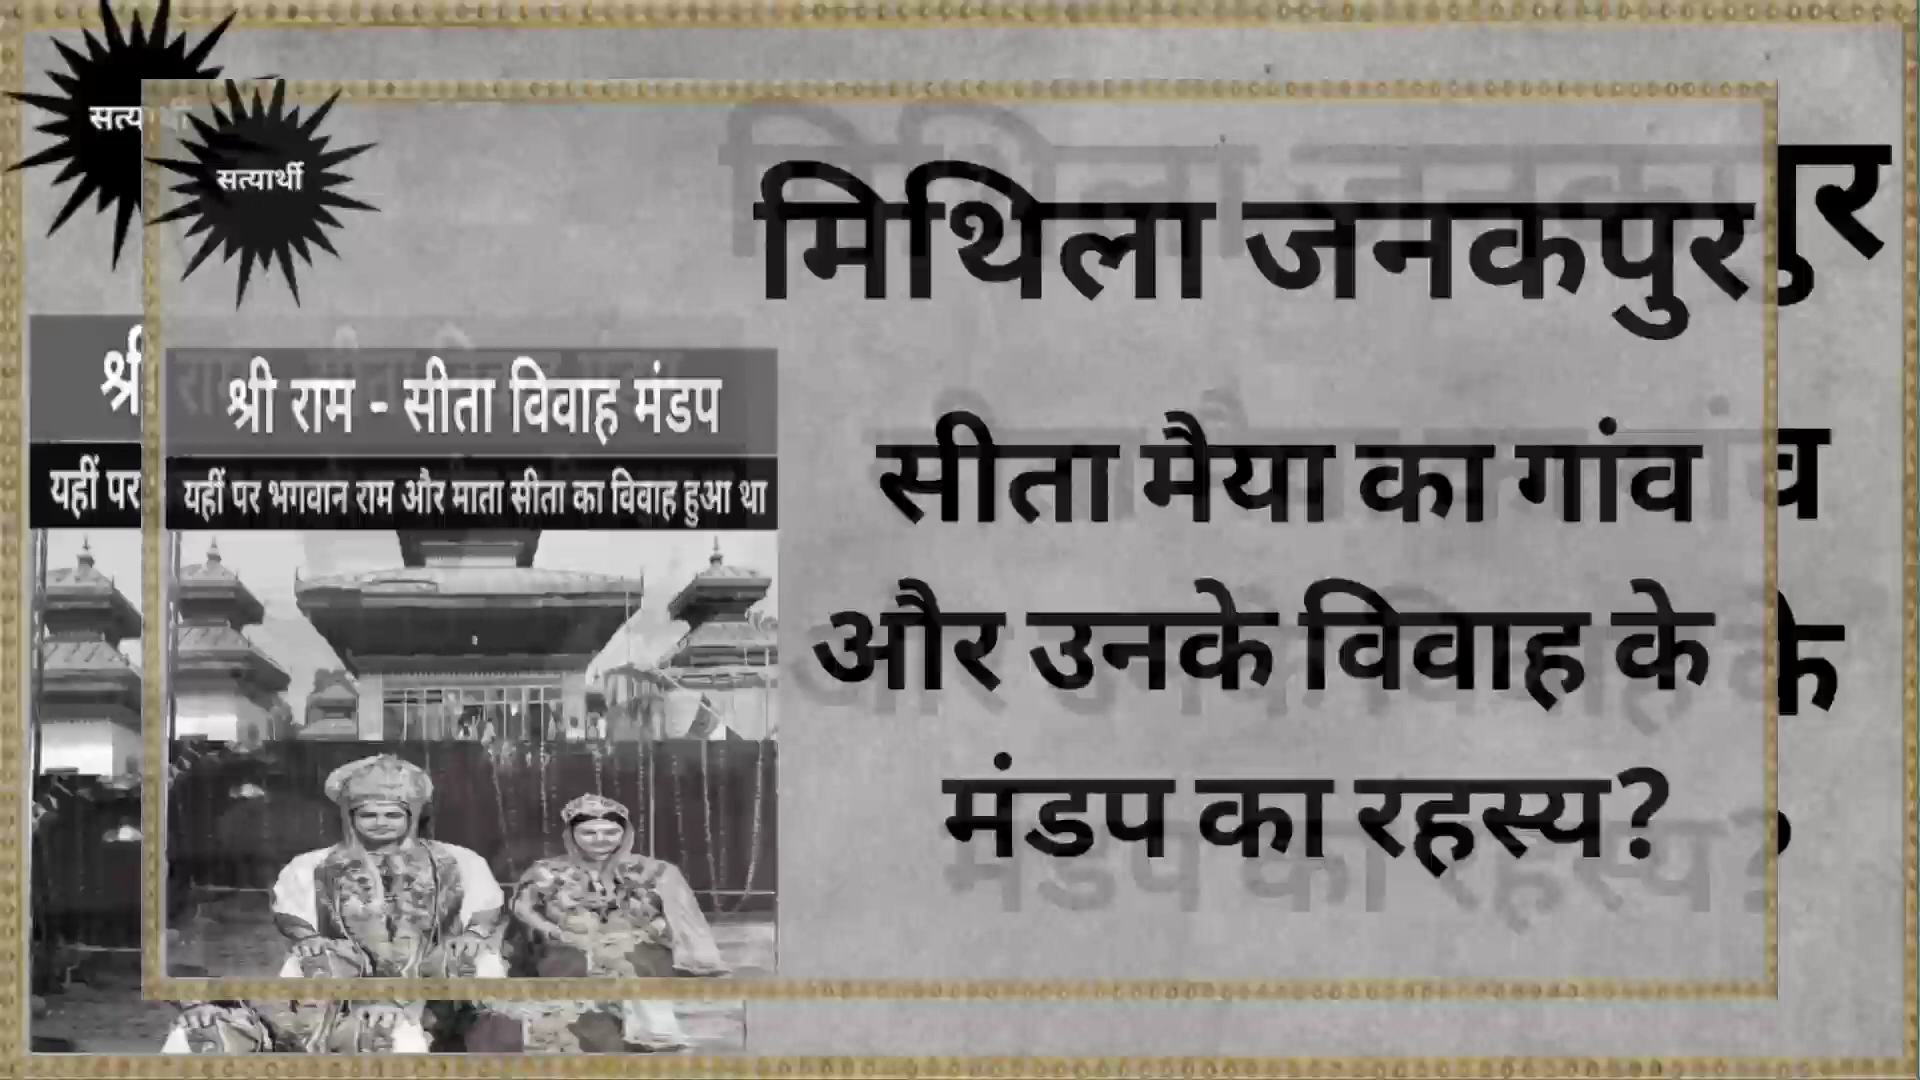 सत्यार्थी
मिथिला जनकपुर
श्री राम - सीता विवाह मंडप
यहीं पर भगवान राम और माता सीता का विवाह हुआ था
सीता मैया का गांव
और उनके विवाह के
मंडप का रहस्य?